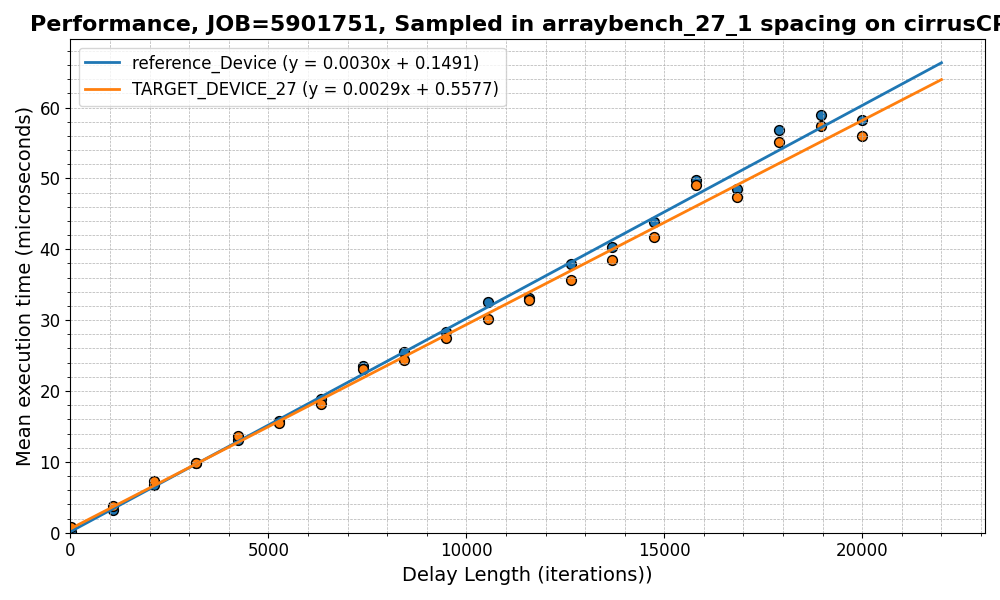 Performance, JOB=5901751, Sampled in arraybench_27_1 spacing on cirrusCP
reference_Device (y = 0.0030x + 0.1491)
TARGET_DEVICE_27 (y = 0.0029x + 0.5577)
Mean execution time (microseconds)
60
50
40
30
20
10
0
0 5000 10000 15000 20000
Delay Length (iterations))